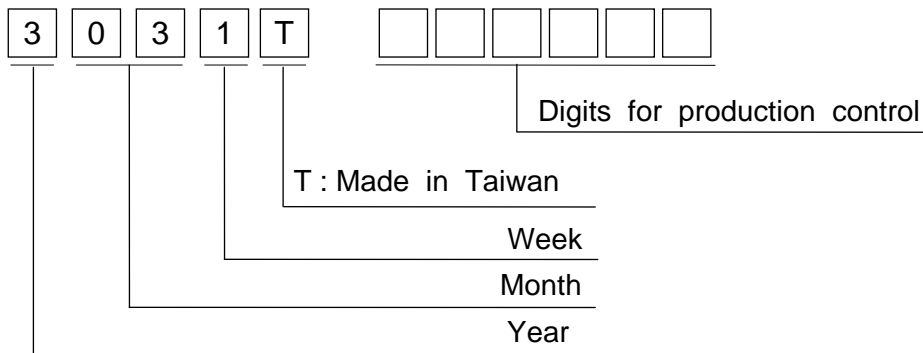 3 0 3 1 T
Digits for production control
T : Made in Taiwan
Week
Month
Year